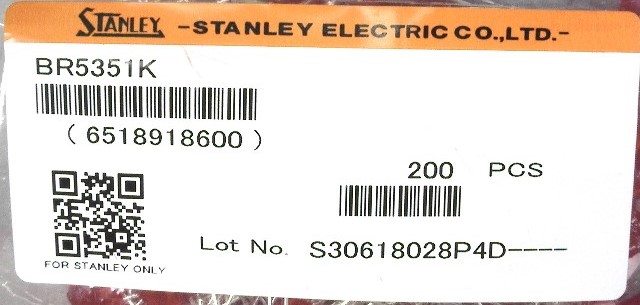 STANLEY -STANLEY ELECTRIC CO.,LTD.-
BR5351K
( 6518918600 )
200 PCS
Lot No. S30618028P4D----
FOR STANLEY ONLY